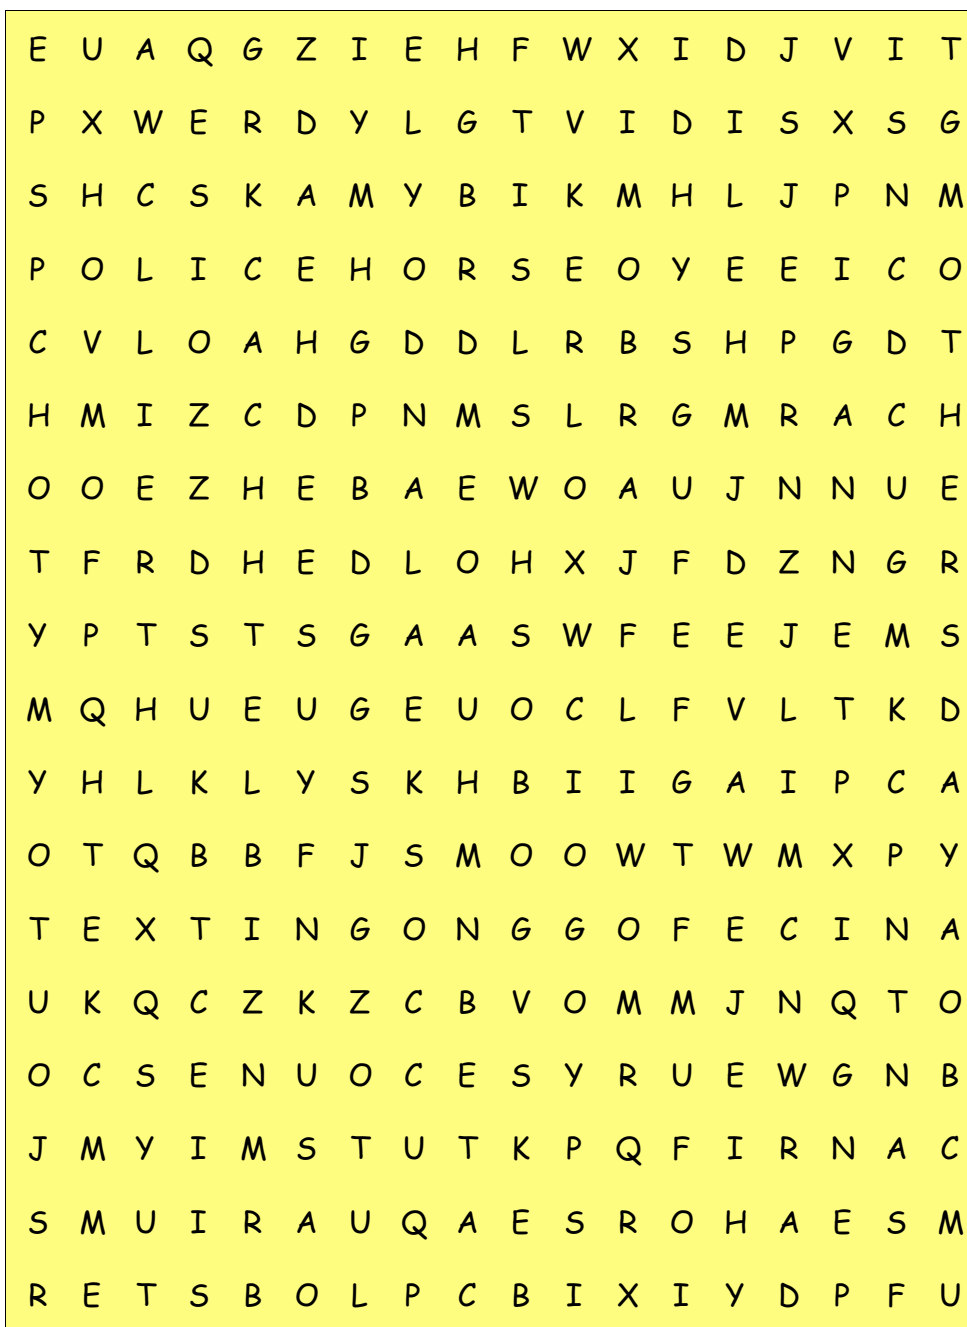 E U A Q G Z I E H F W X I D J V I T
P X W E R D Y L G T V I D I S X S G
S H C S K A M Y B I K M H L J P N M
P O L I C E H O R S E O Y E E I C O
C V L O A H G D D L R B S H P G D T
H M I Z C D P N M S L R G M R A C H
O O E Z H E B A E W O A U J N N U E
T F R D H E D L O H X J F D Z N G R
Y P T S T S G A A S W F E E J E M S
M Q H U E U G E U O C L F V L T K D
Y H L K L Y S K H B I I G A I P C A
O T Q B B F J S M O O W T W M X P Y
T E X T I N G O N G G O F E C I N A
U K Q C Z K Z C B V O M M J N Q T O
O C S E N U O C E S Y R U E W G N B
J M Y I M S T U T K P Q F I R N A C
S M U I R A U Q A E S R O H A E S M
R E T S B O L P C B I X I Y D P F U